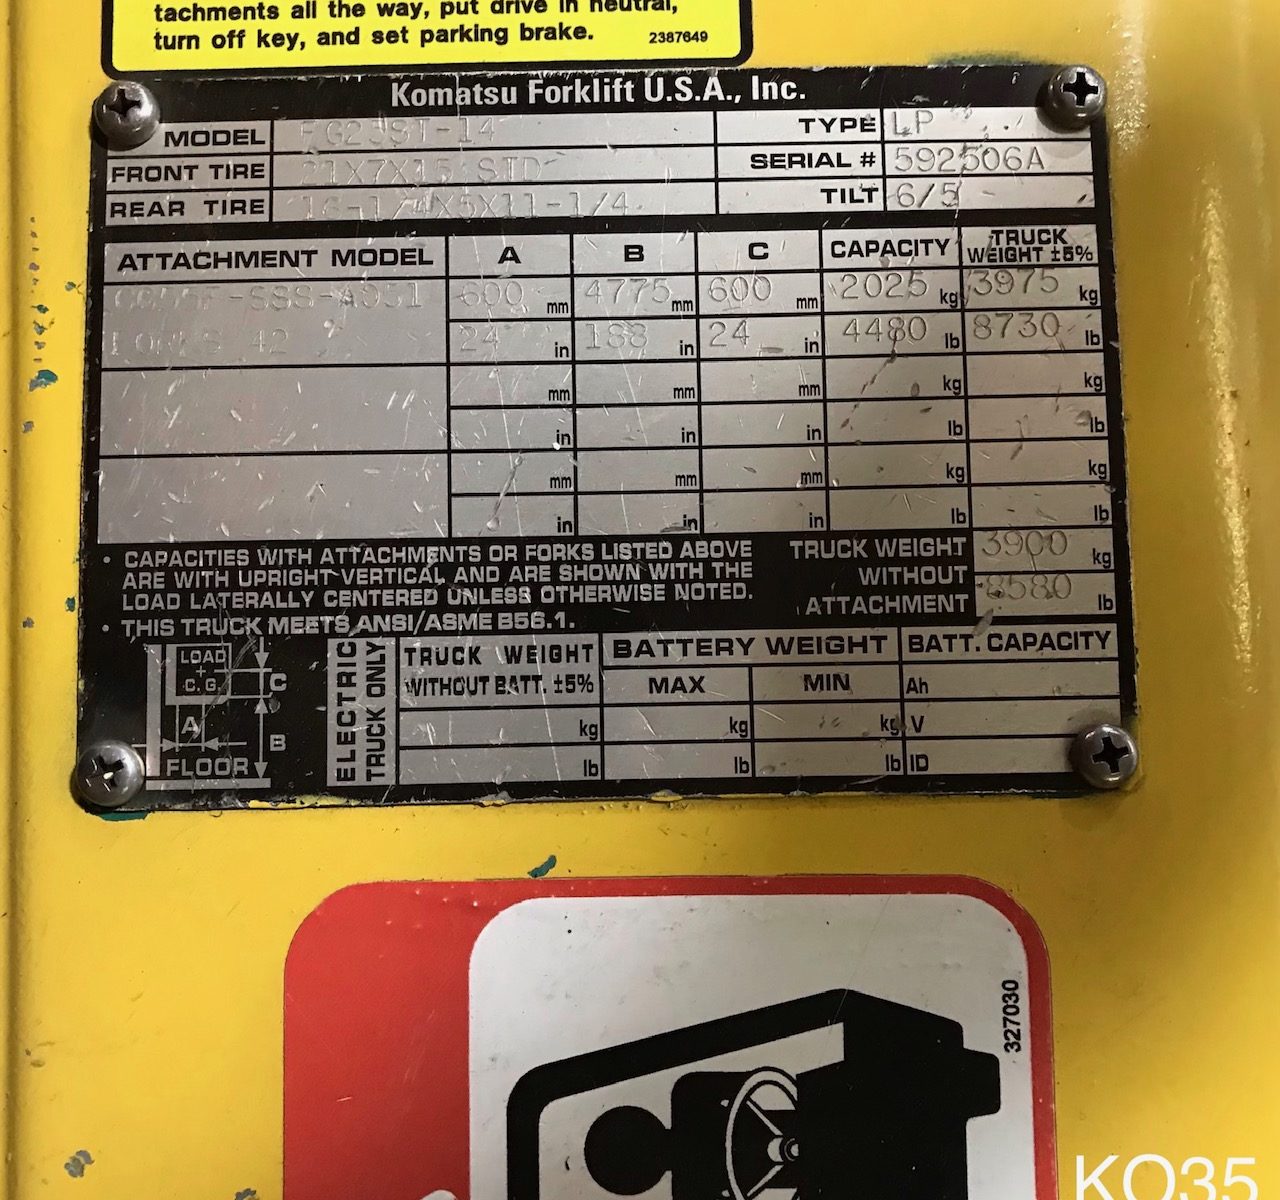 tachments all the way, put drive in neutral,
turn off key, and set parking brake. 2387649
Komatsu Forklift U.S.A., Inc.
MODEL FG23ST-14 TYPE LP
FRONT TIRE 21X7X15 STD SERIAL # 592506A
REAR TIRE 16-1/4X5X11-1/4 TILT 6/5
ATTACHMENT MODEL A B C CAPACITY TRUCK WEIGHT ±5%
600 mm 4775 mm 600 mm 2025 kg 3975 kg
FORKS 42 24 in 188 in 24 in 4480 lb 8730 lb
mm mm mm kg kg
in in in lb lb
mm mm mm kg kg
in in in lb lb
• CAPACITIES WITH ATTACHMENTS OR FORKS LISTED ABOVE
ARE WITH UPRIGHT VERTICAL AND ARE SHOWN WITH THE
LOAD LATERALLY CENTERED UNLESS OTHERWISE NOTED.
• THIS TRUCK MEETS ANSI/ASME B56.1.
TRUCK WEIGHT 3900 kg
WITHOUT
ATTACHMENT 8580 lb
LOAD
C.G.
C
A
B
FLOOR
ELECTRIC
TRUCK ONLY
TRUCK WEIGHT
WITHOUT BATT. ±5%
kg
lb
BATTERY WEIGHT
MAX MIN
kg kg
lb lb
BATT. CAPACITY
Ah
V
ID
327030
KO35